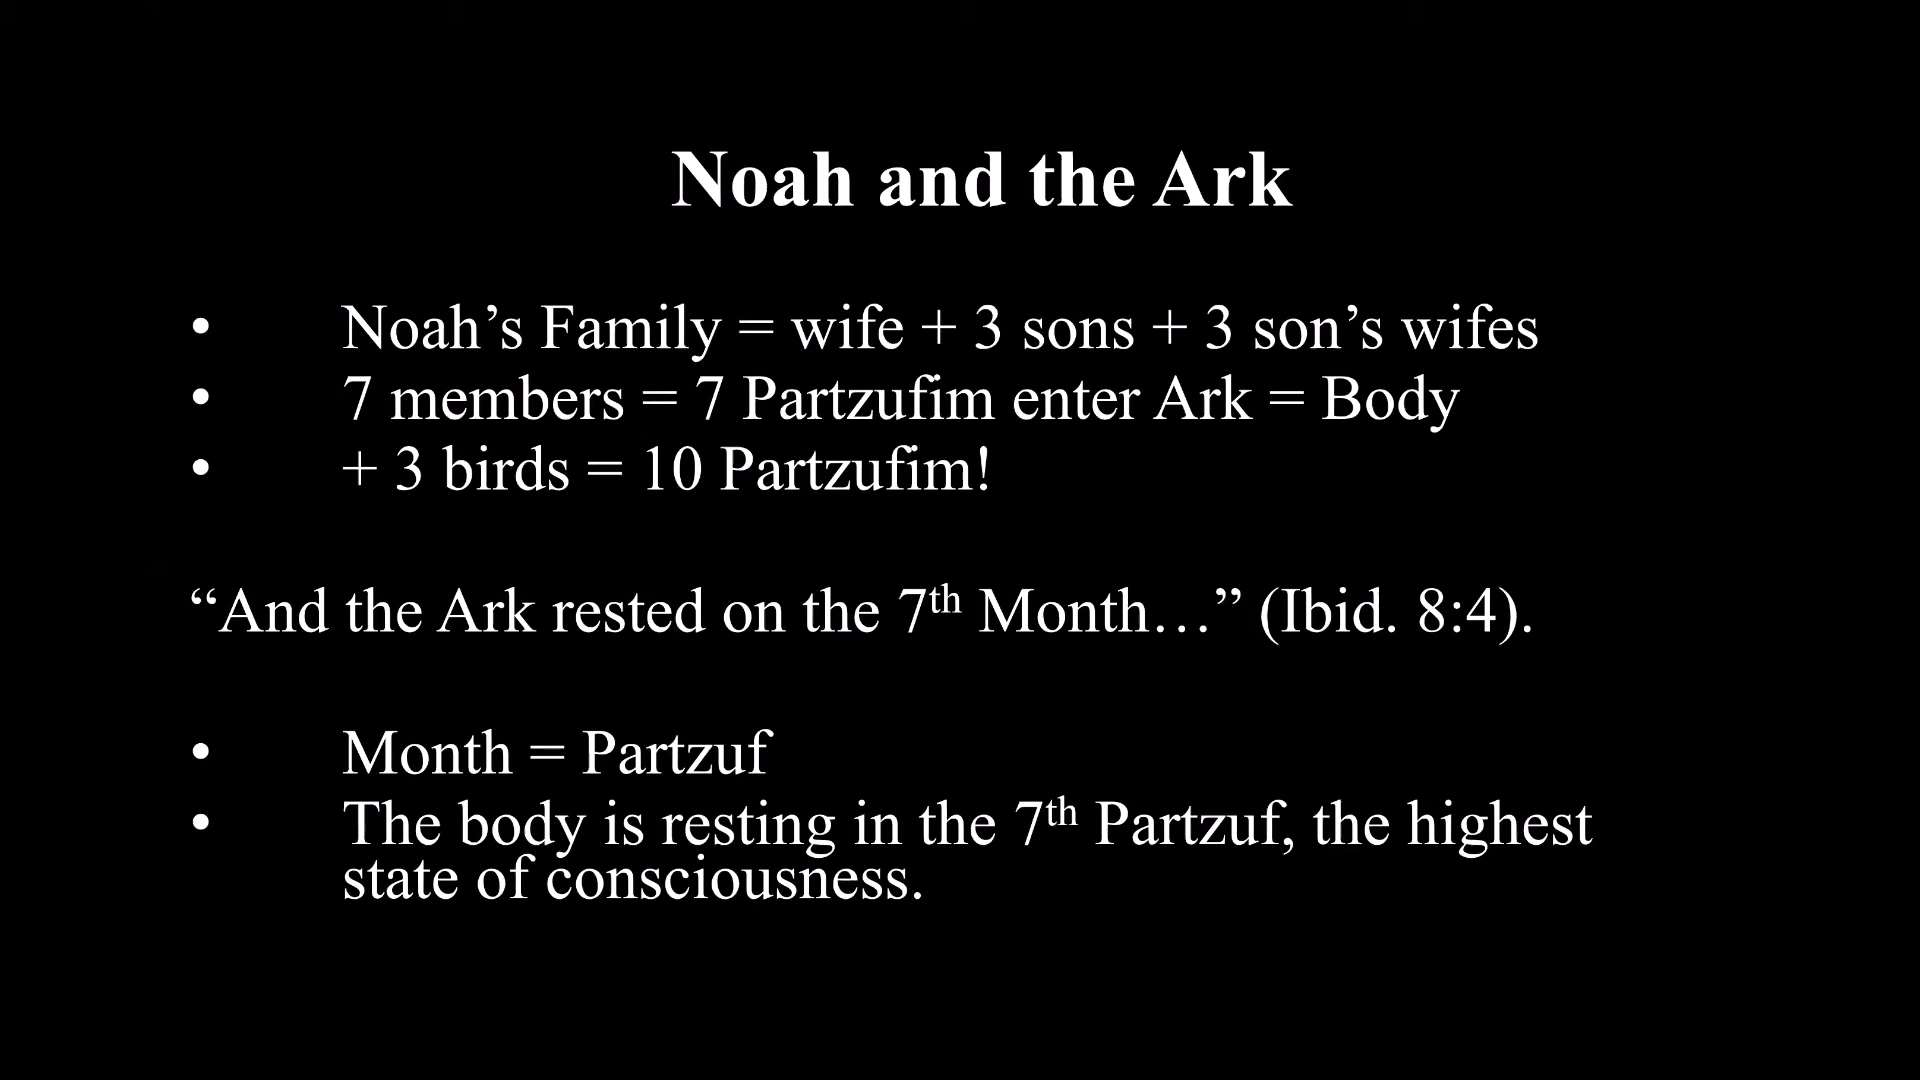 Noah and the Ark
• Noah’s Family = wife + 3 sons + 3 son’s wifes
• 7 members = 7 Partzufim enter Ark = Body
• + 3 birds = 10 Partzufim!
“And the Ark rested on the 7th Month…” (Ibid. 8:4).
• Month = Partzuf
• The body is resting in the 7th Partzuf, the highest
state of consciousness.